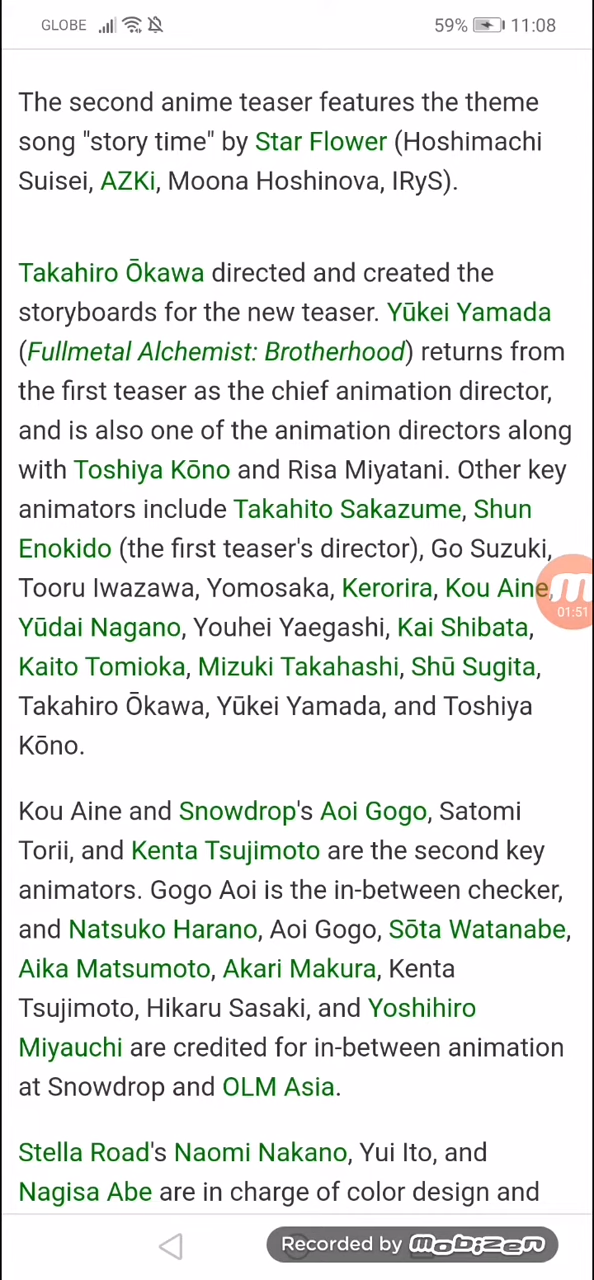 GLOBE 59% 11:08
The second anime teaser features the theme
song "story time" by Star Flower (Hoshimachi
Suisei, AZKi, Moona Hoshinova, IRyS).
Takahiro Ōkawa directed and created the
storyboards for the new teaser. Yūkei Yamada
(Fullmetal Alchemist: Brotherhood) returns from
the first teaser as the chief animation director,
and is also one of the animation directors along
with Toshiya Kōno and Risa Miyatani. Other key
animators include Takahito Sakazume, Shun
Enokido (the first teaser's director), Go Suzuki,
Tooru Iwazawa, Yomosaka, Kerorira, Kou Aine,
01:51
Yūdai Nagano, Youhei Yaegashi, Kai Shibata,
Kaito Tomioka, Mizuki Takahashi, Shū Sugita,
Takahiro Ōkawa, Yūkei Yamada, and Toshiya
Kōno.
Kou Aine and Snowdrop's Aoi Gogo, Satomi
Torii, and Kenta Tsujimoto are the second key
animators. Gogo Aoi is the in-between checker,
and Natsuko Harano, Aoi Gogo, Sōta Watanabe,
Aika Matsumoto, Akari Makura, Kenta
Tsujimoto, Hikaru Sasaki, and Yoshihiro
Miyauchi are credited for in-between animation
at Snowdrop and OLM Asia.
Stella Road's Naomi Nakano, Yui Ito, and
Nagisa Abe are in charge of color design and
Recorded by mobizen